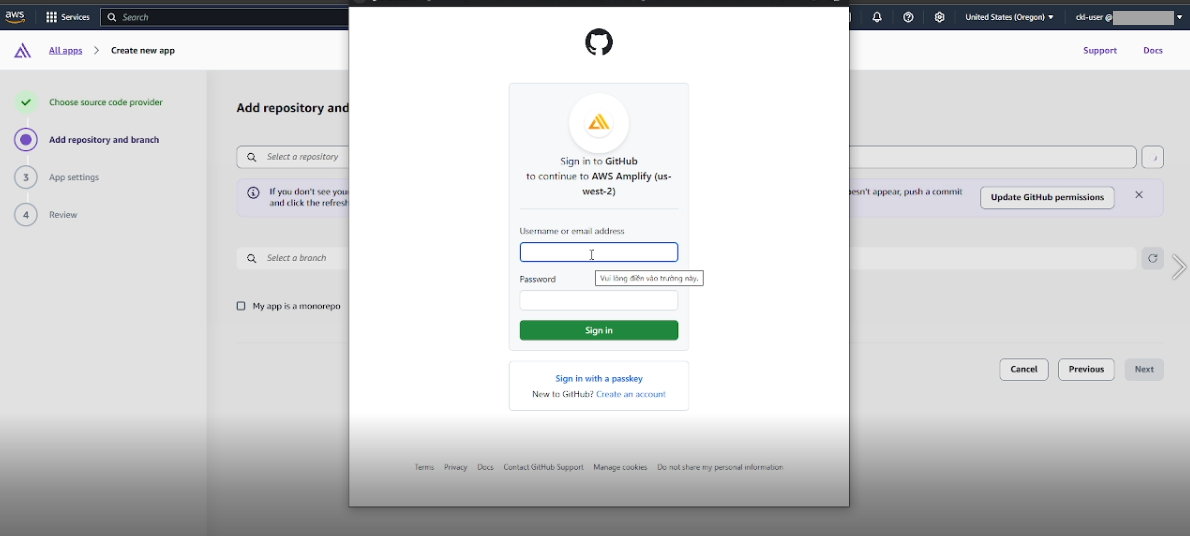 aws
Services
Search
United States (Oregon)
ckl-user @
All apps
Create new app
Support
Docs
Choose source code provider
Add repository and branch
3
App settings
4
Review
Add repository and
Select a repository
If you don't see your
and click the refresh
esn't appear, push a commit
Update GitHub permissions
Select a branch
My app is a monorepo
Cancel
Previous
Next
Sign in to GitHub
to continue to AWS Amplify (us-
west-2)
Username or email address
Vui lòng điền vào trường này.
Password
Sign in
Sign in with a passkey
New to GitHub? Create an account
Terms Privacy Docs Contact GitHub Support Manage cookies Do not share my personal information